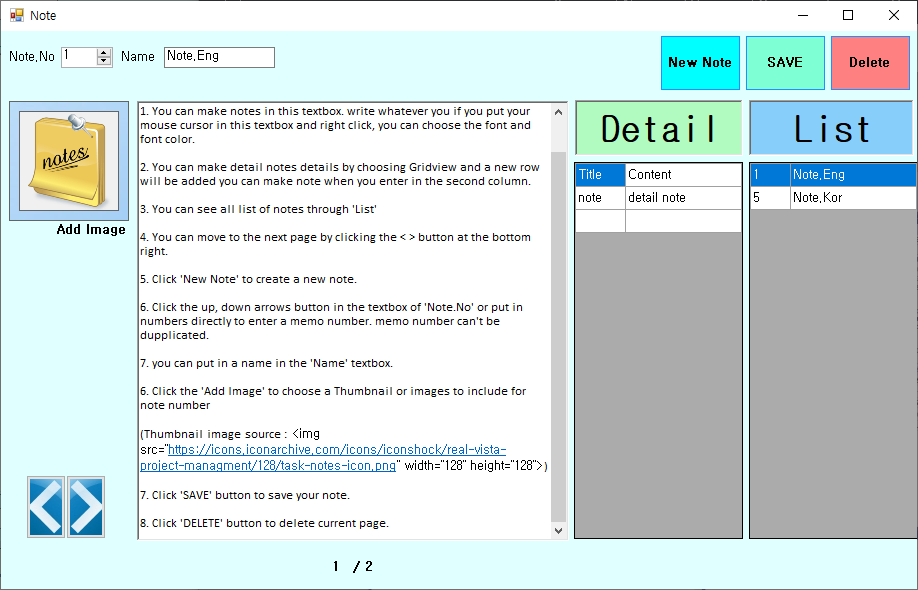 Note
Note,No 1 Name Note,Eng
New Note SAVE Delete
notes
Add Image
1. You can make notes in this textbox. write whatever you if you put your
mouse cursor in this textbox and right click, you can choose the font and
font color.
2. You can make detail notes details by choosing Gridview and a new row
will be added you can make note when you enter in the second column.
3. You can see all list of notes through 'List'
4. You can move to the next page by clicking the < > button at the bottom
right.
5. Click 'New Note' to create a new note.
6. Click the up, down arrows button in the textbox of 'Note.No' or put in
numbers directly to enter a memo number. memo number can't be
dupplicated.
7. you can put in a name in the 'Name' textbox.
6. Click the 'Add Image' to choose a Thumbnail or images to include for
note number
(Thumbnail image source : <img
src="https://icons.iconarchive.com/icons/iconshock/real-vista-
project-managment/128/task-notes-icon.png" width="128" height="128">)
7. Click 'SAVE' button to save your note.
8. Click 'DELETE' button to delete current page.
Detail
Title Content
note detail note
List
1 Note,Eng
5 Note,Kor
1 / 2